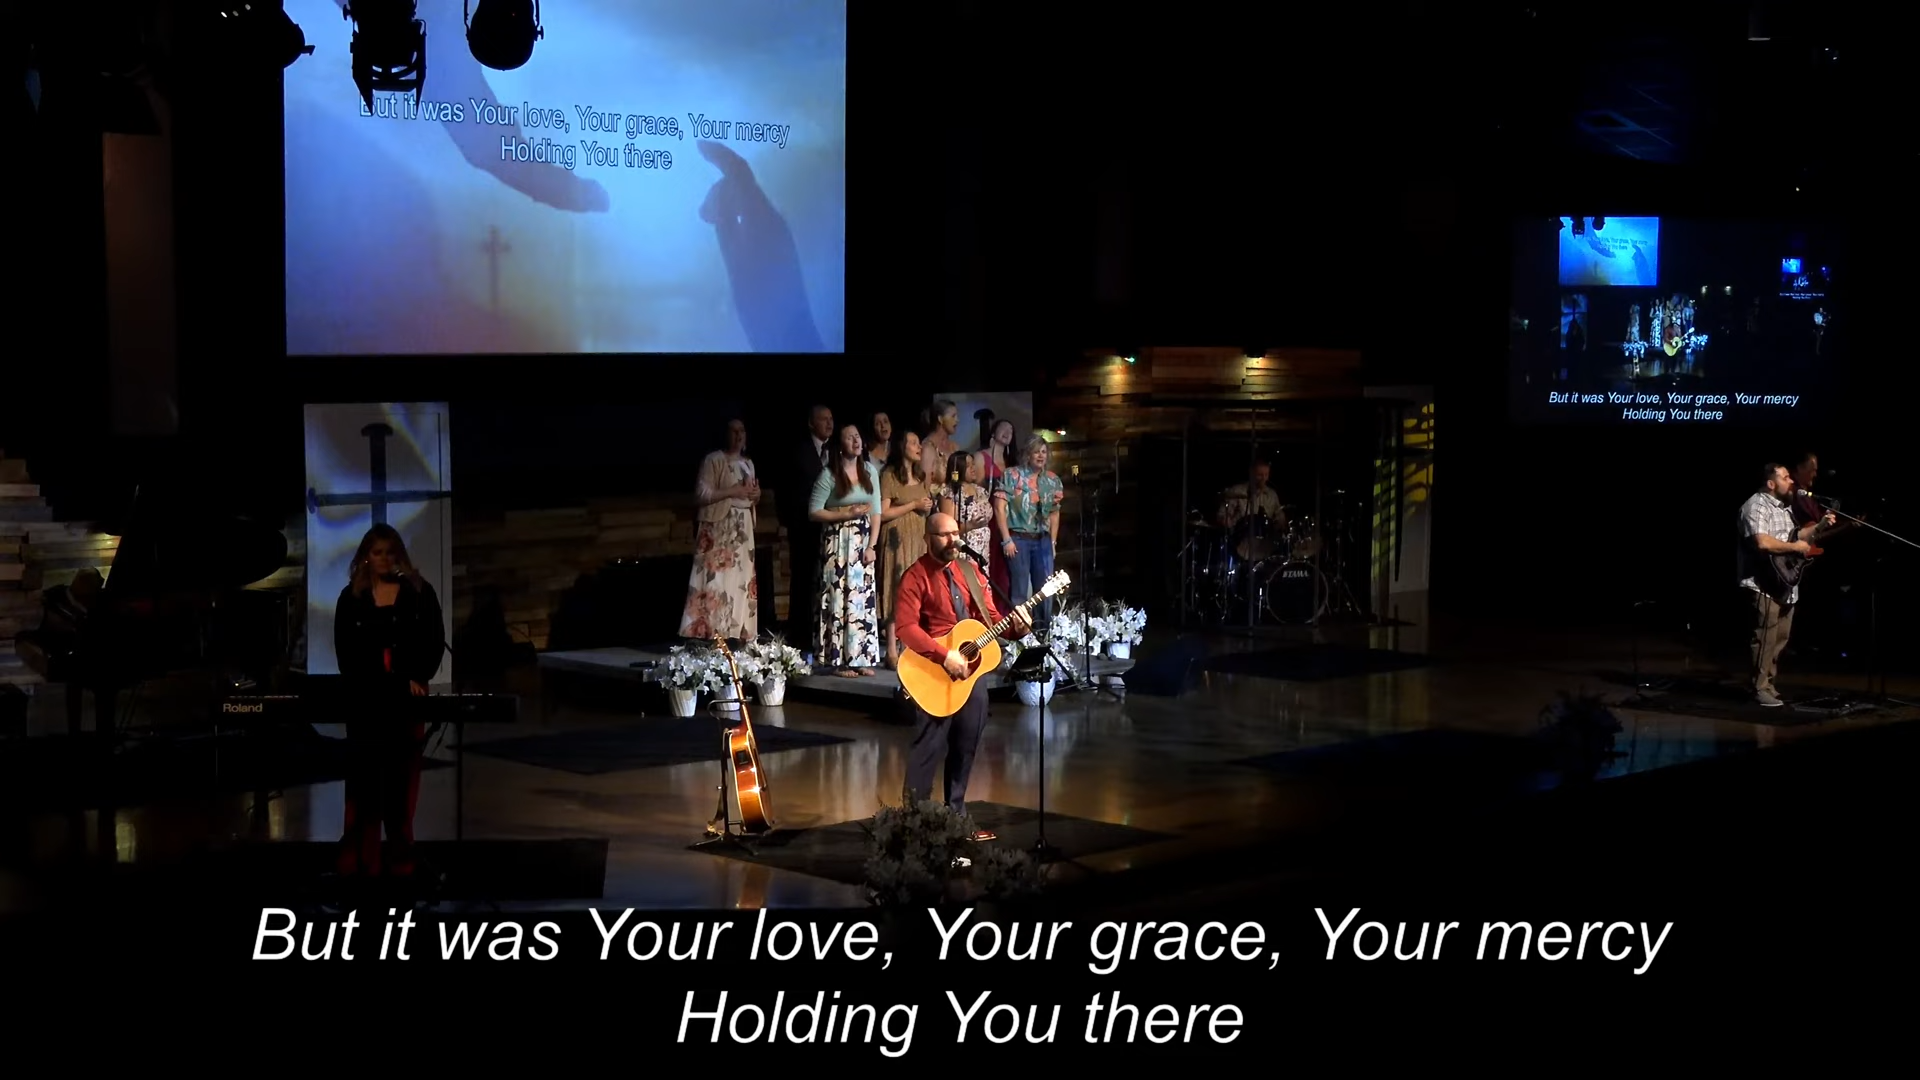 But it was Your love, Your grace, Your mercy
Holding You there
But it was Your love, Your grace, Your mercy
Holding You there
Roland
TAMA
But it was Your love, Your grace, Your mercy
Holding You there